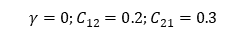 γ = 0; C₁₂ = 0.2; C₂₁ = 0.3